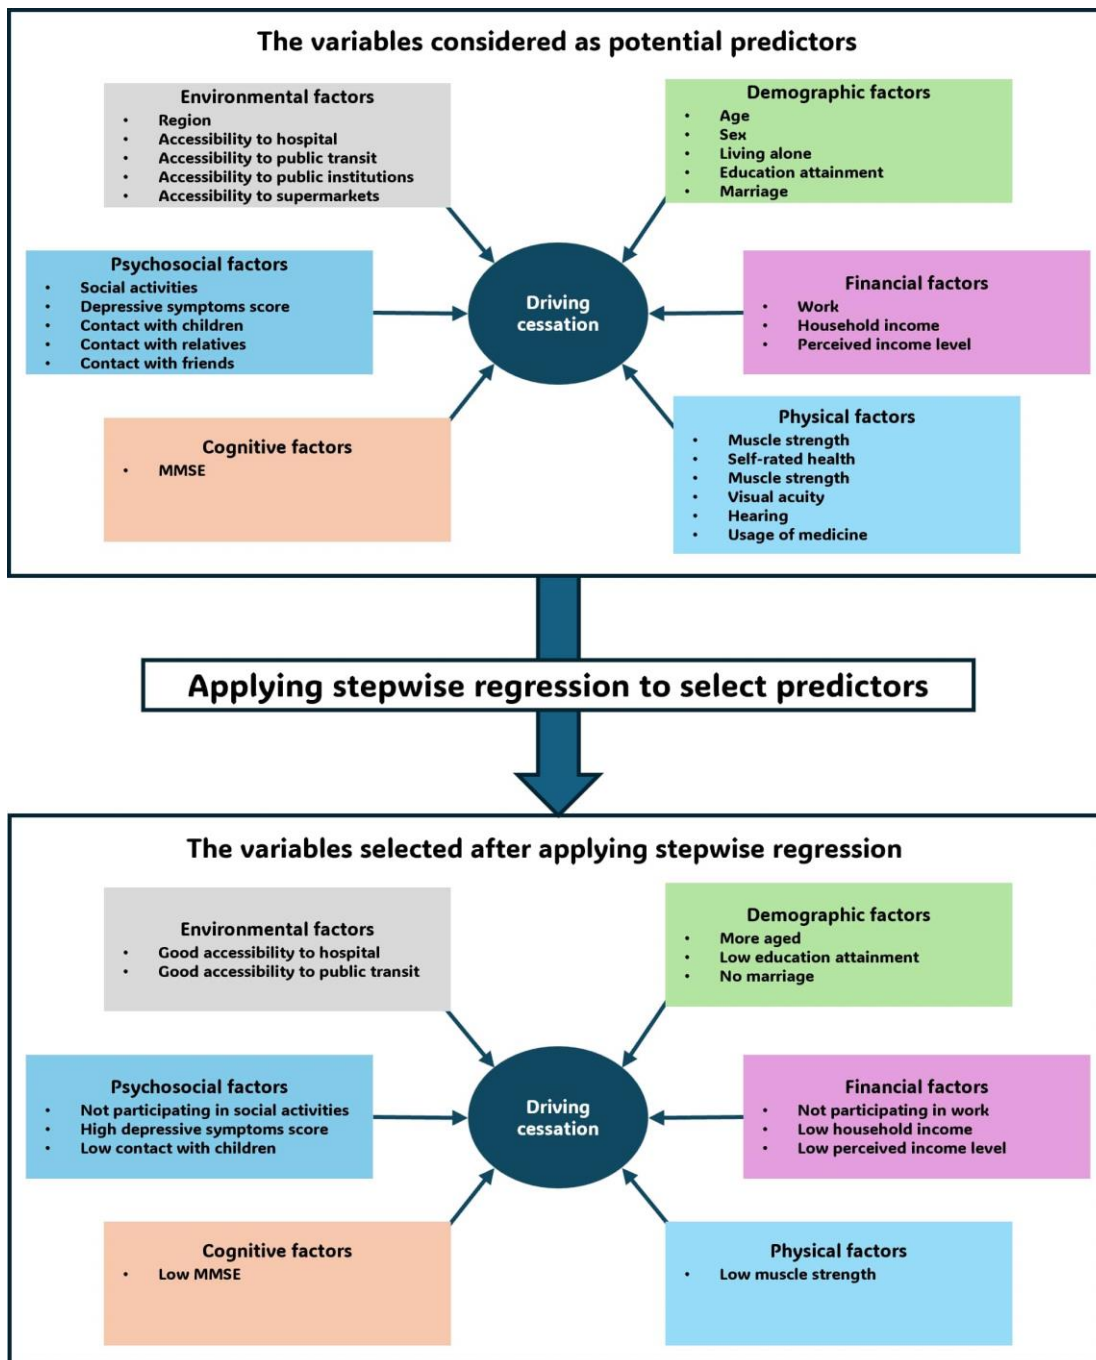 The variables considered as potential predictors
Environmental factors
• Region
• Accessibility to hospital
• Accessibility to public transit
• Accessibility to public institutions
• Accessibility to supermarkets
Demographic factors
• Age
• Sex
• Living alone
• Education attainment
• Marriage
Psychosocial factors
• Social activities
• Depressive symptoms score
• Contact with children
• Contact with relatives
• Contact with friends
Driving
cessation
Financial factors
• Work
• Household income
• Perceived income level
Cognitive factors
• MMSE
Physical factors
• Muscle strength
• Self-rated health
• Muscle strength
• Visual acuity
• Hearing
• Usage of medicine
Applying stepwise regression to select predictors
The variables selected after applying stepwise regression
Environmental factors
• Good accessibility to hospital
• Good accessibility to public transit
Demographic factors
• More aged
• Low education attainment
• No marriage
Psychosocial factors
• Not participating in social activities
• High depressive symptoms score
• Low contact with children
Driving
cessation
Financial factors
• Not participating in work
• Low household income
• Low perceived income level
Cognitive factors
• Low MMSE
Physical factors
• Low muscle strength